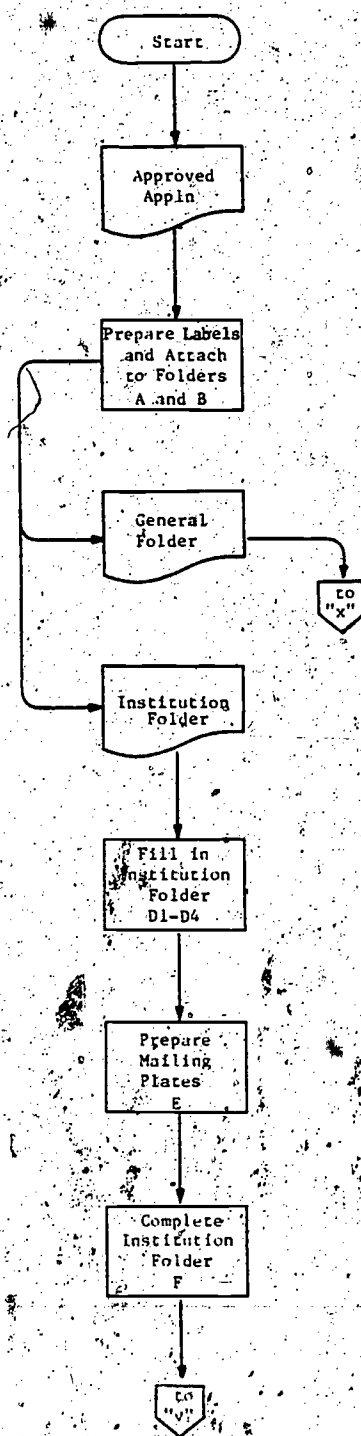 Start
Approved
Appln
Prepare Labels
and Attach
to Folders
A and B
General
Folder
to
"x"
Institution
Folder
Fill in
Institution
Folder
D1-D4
Prepare
Mailing
Plates
E
Complete
Institution
Folder
F
to